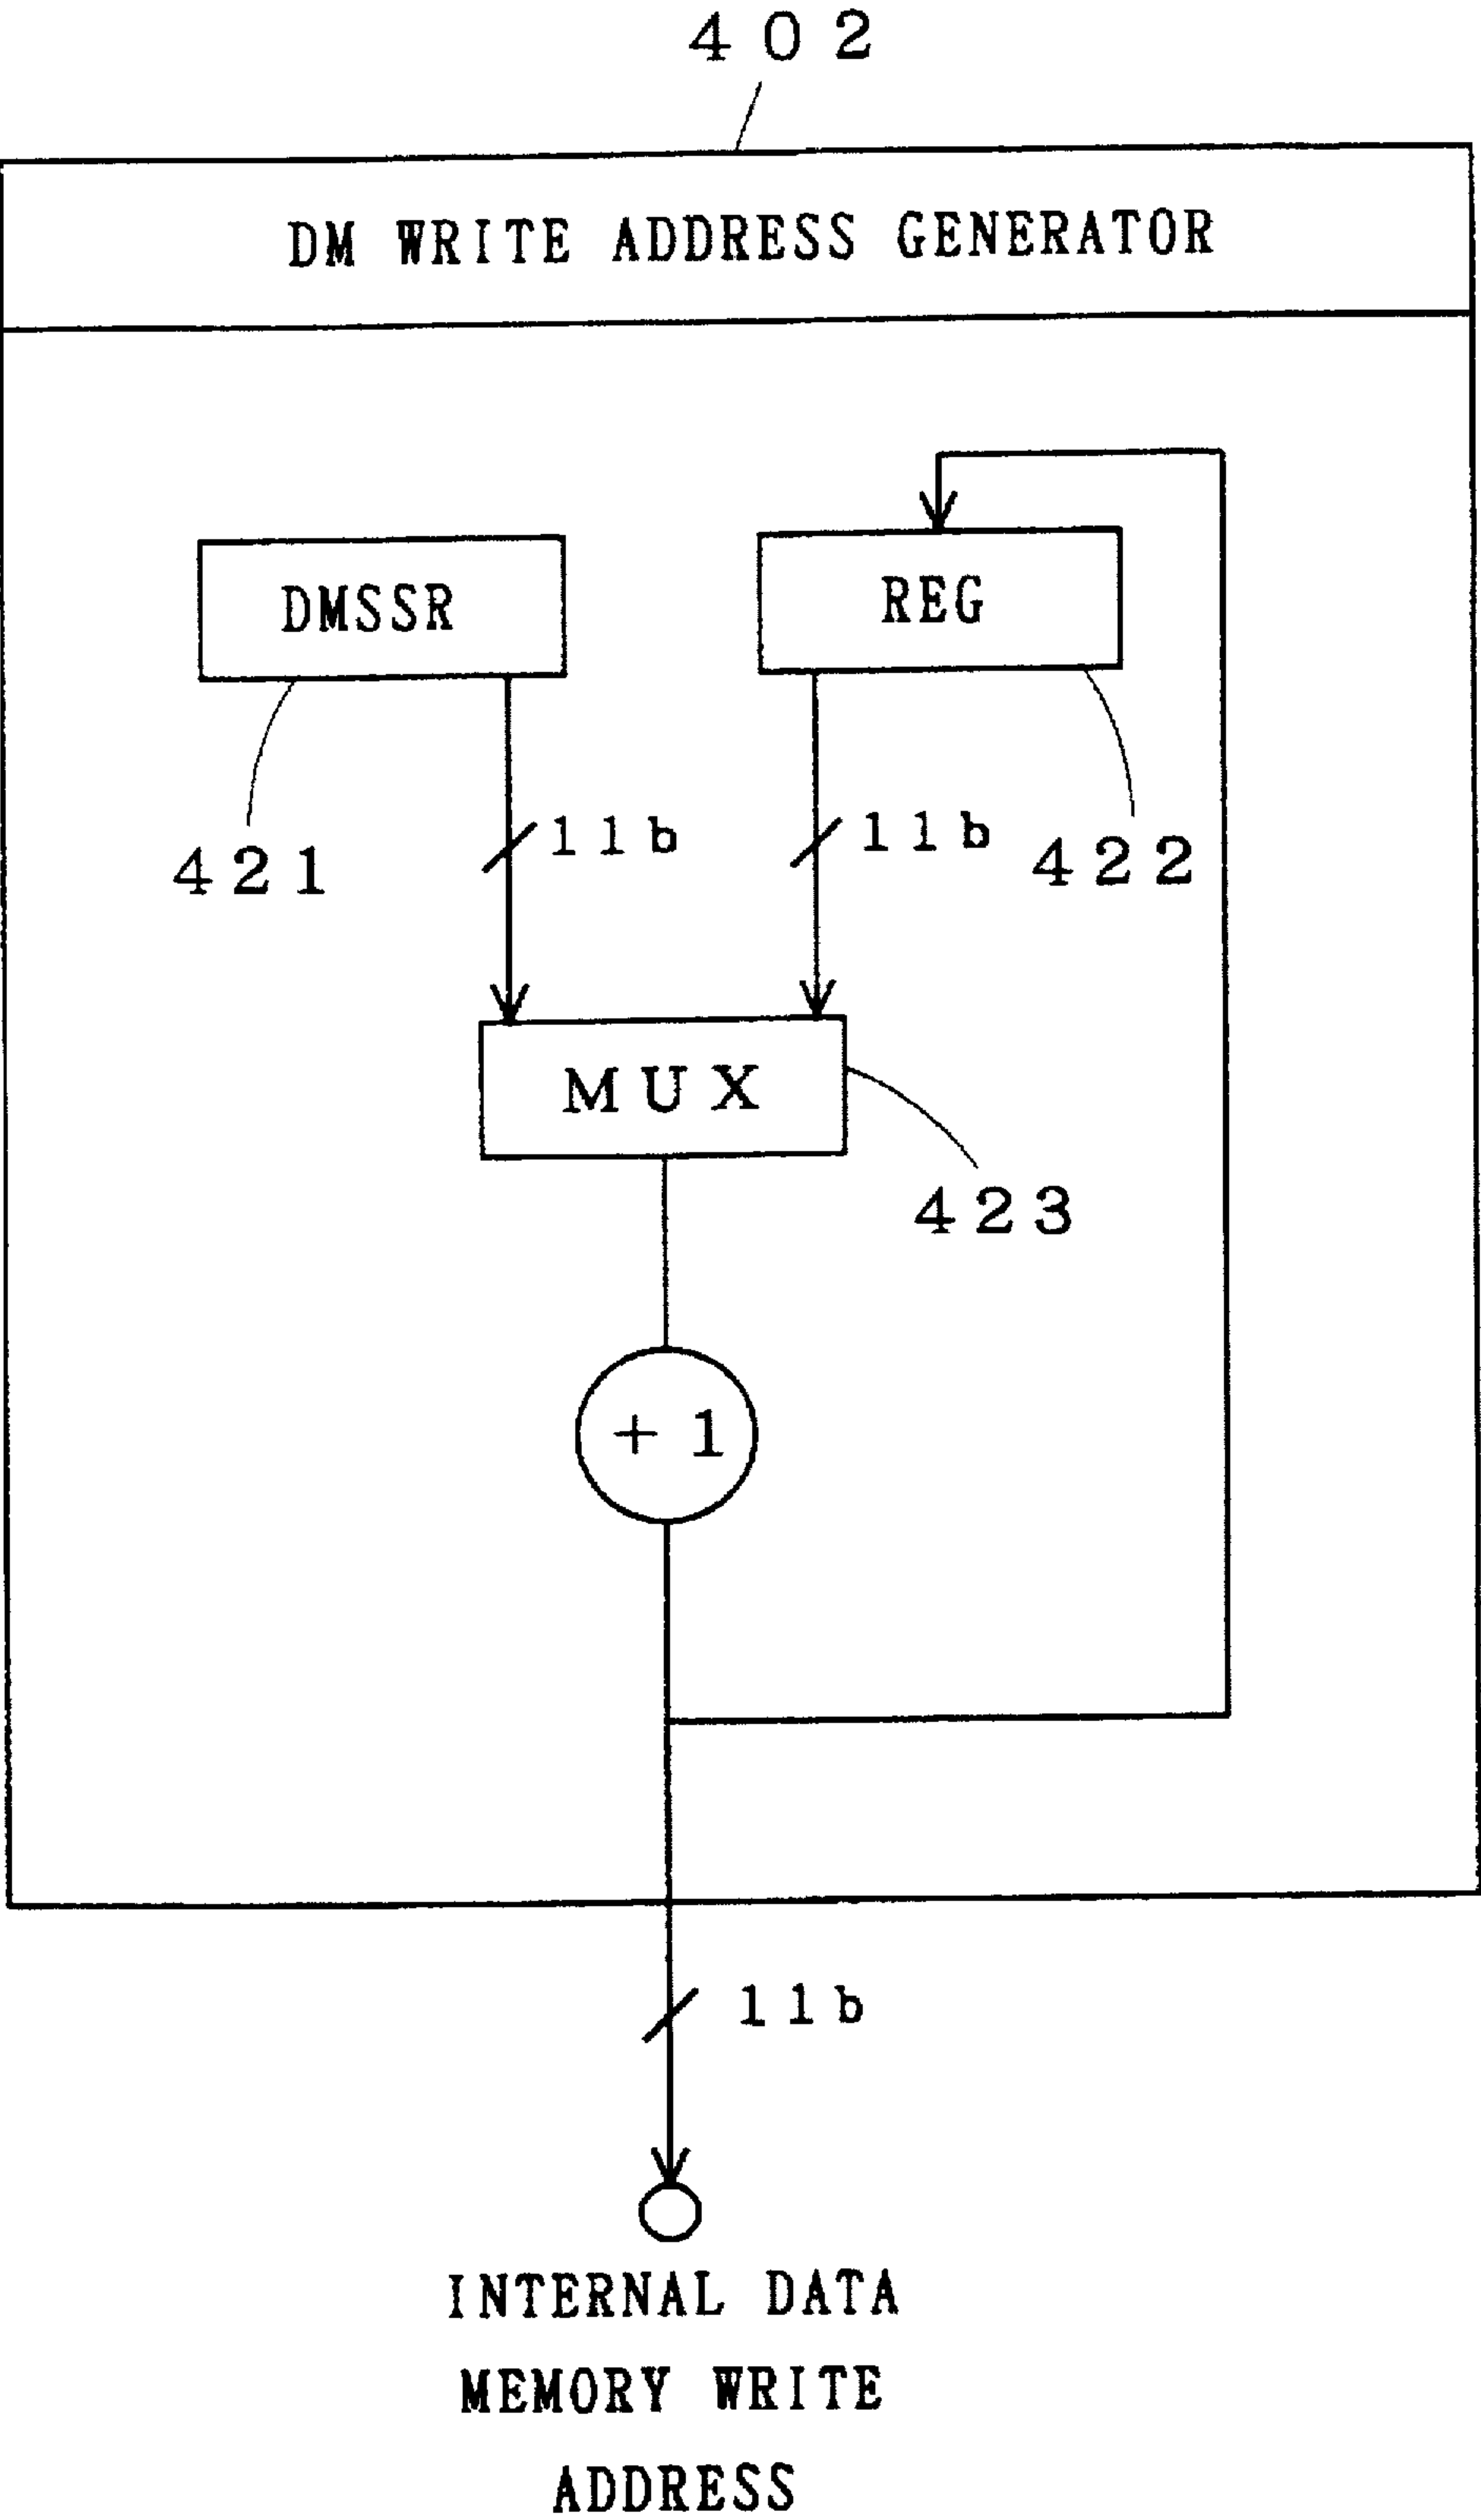 402
DM WRITE ADDRESS GENERATOR
DMSSR
REG
11b
11b
421
422
MUX
423
+1
11b
INTERNAL DATA
MEMORY WRITE
ADDRESS